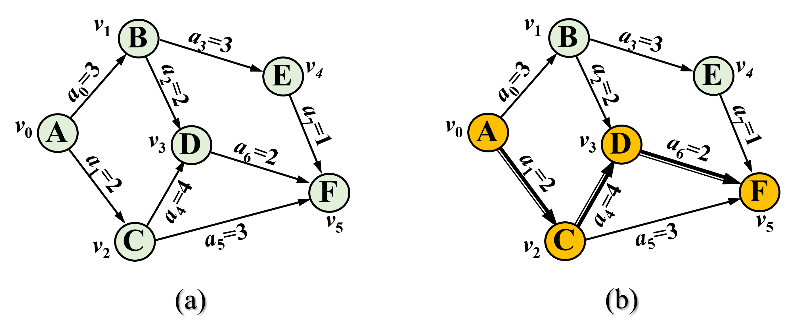 v1 B a3=3 E v4
a0=3 a2=2 a7=1
v0 A v3 D a6=2 F v5
a1=2 a4=4
v2 C a5=3
(a)
v1 B a3=3 E v4
a0=3 a2=2 a7=1
v0 A v3 D a6=2 F v5
a1=2 a4=4
v2 C a5=3
(b)